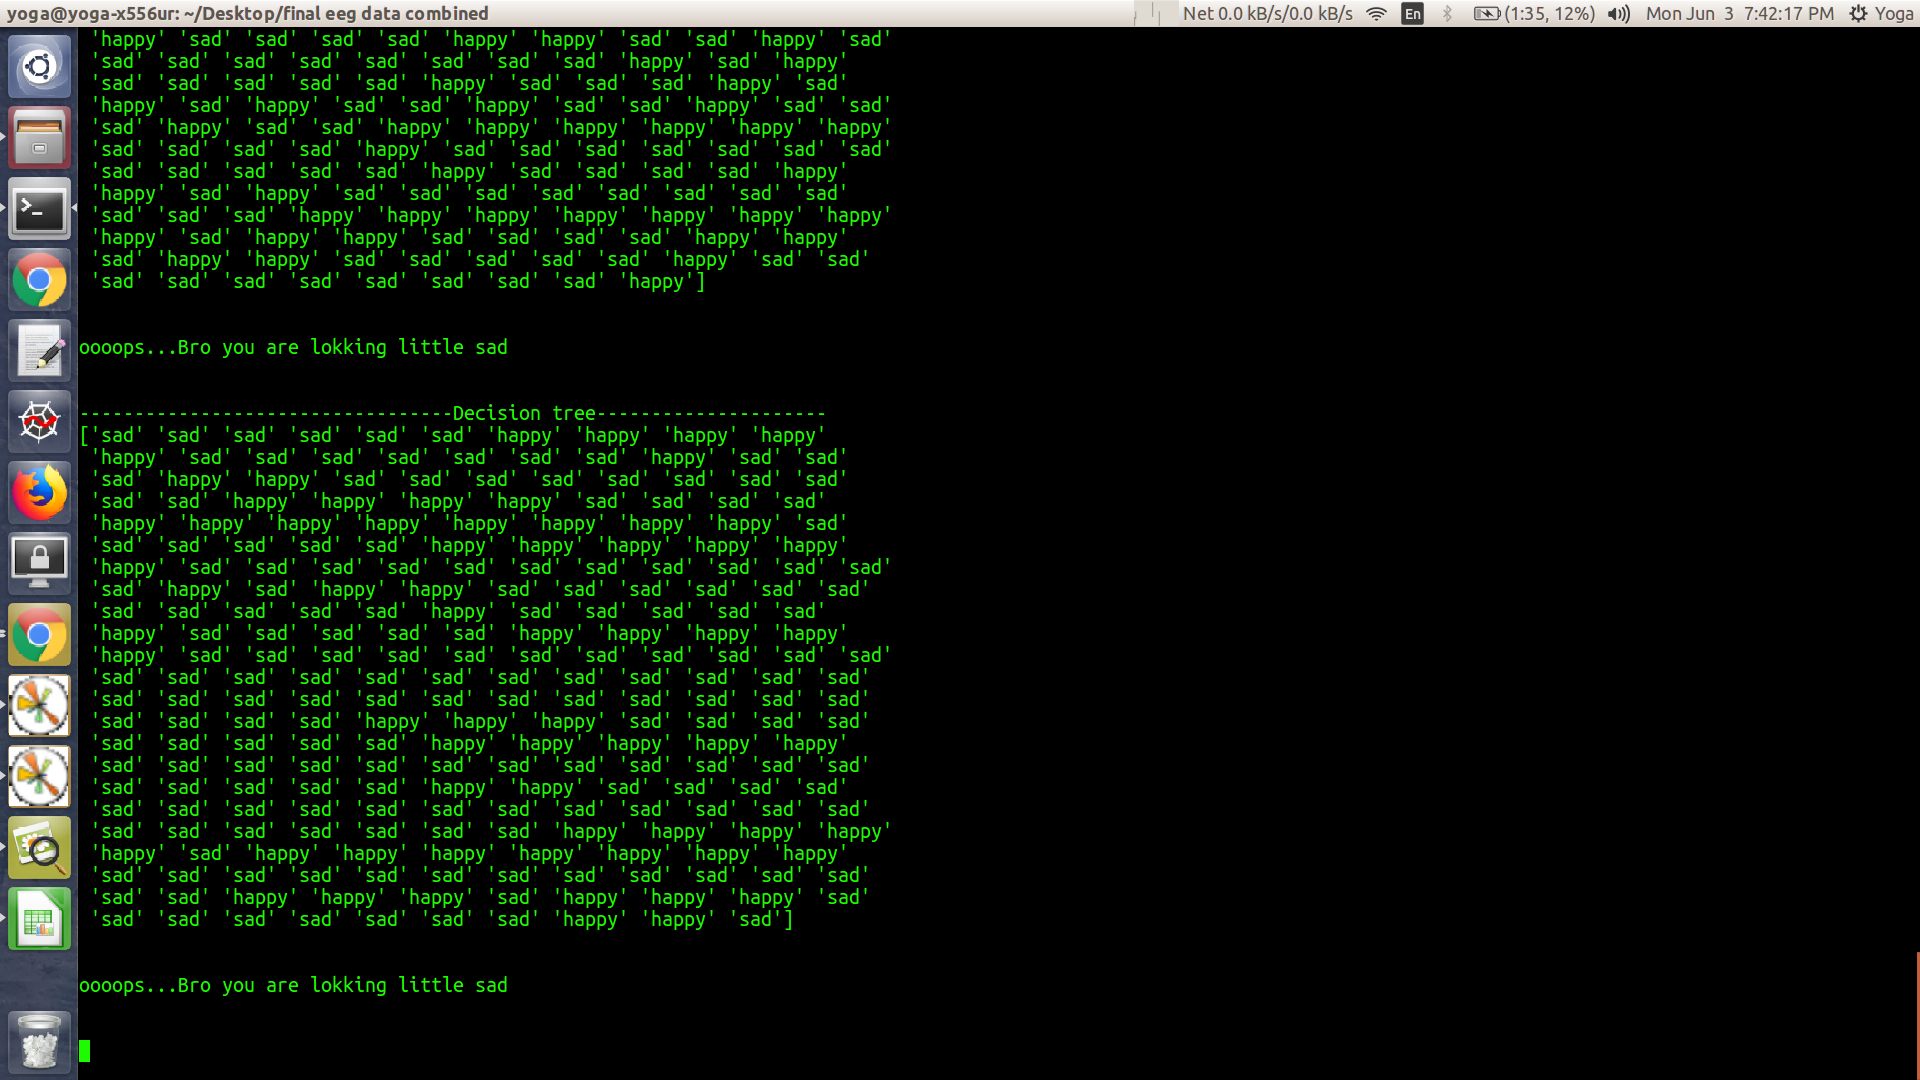 yoga@yoga-x556ur: ~/Desktop/final eeg data combined Net 0.0 kB/s/0.0 kB/s En (1:35, 12%) Mon Jun 3 7:42:17 PM Yoga
'happy' 'sad' 'sad' 'sad' 'sad' 'happy' 'happy' 'sad' 'sad' 'happy' 'sad'
'sad' 'sad' 'sad' 'sad' 'sad' 'sad' 'sad' 'sad' 'happy' 'sad' 'happy'
'sad' 'sad' 'sad' 'sad' 'sad' 'happy' 'sad' 'sad' 'sad' 'happy' 'sad'
'happy' 'sad' 'happy' 'sad' 'sad' 'happy' 'sad' 'sad' 'happy' 'sad' 'sad'
'sad' 'happy' 'sad' 'sad' 'happy' 'happy' 'happy' 'happy' 'happy' 'happy'
'sad' 'sad' 'sad' 'sad' 'happy' 'sad' 'sad' 'sad' 'sad' 'sad' 'sad' 'sad'
'sad' 'sad' 'sad' 'sad' 'sad' 'happy' 'sad' 'sad' 'sad' 'sad' 'happy'
'happy' 'sad' 'happy' 'sad' 'sad' 'sad' 'sad' 'sad' 'sad' 'sad' 'sad'
'sad' 'sad' 'sad' 'happy' 'happy' 'happy' 'happy' 'happy' 'happy' 'happy'
'happy' 'sad' 'happy' 'happy' 'sad' 'sad' 'sad' 'sad' 'happy' 'happy'
'sad' 'happy' 'happy' 'sad' 'sad' 'sad' 'sad' 'sad' 'happy' 'sad' 'sad'
'sad' 'sad' 'sad' 'sad' 'sad' 'sad' 'sad' 'sad' 'happy']
oooops...Bro you are lokking little sad
----------------------------------Decision tree---------------------
['sad' 'sad' 'sad' 'sad' 'sad' 'sad' 'happy' 'happy' 'happy' 'happy'
'happy' 'sad' 'sad' 'sad' 'sad' 'sad' 'sad' 'sad' 'happy' 'sad' 'sad'
'sad' 'happy' 'happy' 'sad' 'sad' 'sad' 'sad' 'sad' 'sad' 'sad' 'sad'
'sad' 'sad' 'happy' 'happy' 'happy' 'happy' 'sad' 'sad' 'sad' 'sad'
'happy' 'happy' 'happy' 'happy' 'happy' 'happy' 'happy' 'happy' 'sad'
'sad' 'sad' 'sad' 'sad' 'sad' 'happy' 'happy' 'happy' 'happy' 'happy'
'happy' 'sad' 'sad' 'sad' 'sad' 'sad' 'sad' 'sad' 'sad' 'sad' 'sad' 'sad'
'sad' 'happy' 'sad' 'happy' 'happy' 'sad' 'sad' 'sad' 'sad' 'sad' 'sad'
'sad' 'sad' 'sad' 'sad' 'sad' 'happy' 'sad' 'sad' 'sad' 'sad' 'sad'
'happy' 'sad' 'sad' 'sad' 'sad' 'sad' 'happy' 'happy' 'happy' 'happy'
'happy' 'sad' 'sad' 'sad' 'sad' 'sad' 'sad' 'sad' 'sad' 'sad' 'sad' 'sad'
'sad' 'sad' 'sad' 'sad' 'sad' 'sad' 'sad' 'sad' 'sad' 'sad' 'sad' 'sad'
'sad' 'sad' 'sad' 'sad' 'sad' 'sad' 'sad' 'sad' 'sad' 'sad' 'sad' 'sad'
'sad' 'sad' 'sad' 'sad' 'happy' 'happy' 'happy' 'sad' 'sad' 'sad' 'sad'
'sad' 'sad' 'sad' 'sad' 'sad' 'happy' 'happy' 'happy' 'happy' 'happy'
'sad' 'sad' 'sad' 'sad' 'sad' 'sad' 'sad' 'sad' 'sad' 'sad' 'sad' 'sad'
'sad' 'sad' 'sad' 'sad' 'sad' 'happy' 'happy' 'sad' 'sad' 'sad' 'sad'
'sad' 'sad' 'sad' 'sad' 'sad' 'sad' 'sad' 'sad' 'sad' 'sad' 'sad' 'sad'
'sad' 'sad' 'sad' 'sad' 'sad' 'sad' 'sad' 'happy' 'happy' 'happy' 'happy'
'happy' 'sad' 'happy' 'happy' 'happy' 'happy' 'happy' 'happy' 'happy'
'sad' 'sad' 'sad' 'sad' 'sad' 'sad' 'sad' 'sad' 'sad' 'sad' 'sad' 'sad'
'sad' 'sad' 'happy' 'happy' 'happy' 'sad' 'happy' 'happy' 'happy' 'sad'
'sad' 'sad' 'sad' 'sad' 'sad' 'sad' 'sad' 'happy' 'happy' 'sad']
oooops...Bro you are lokking little sad